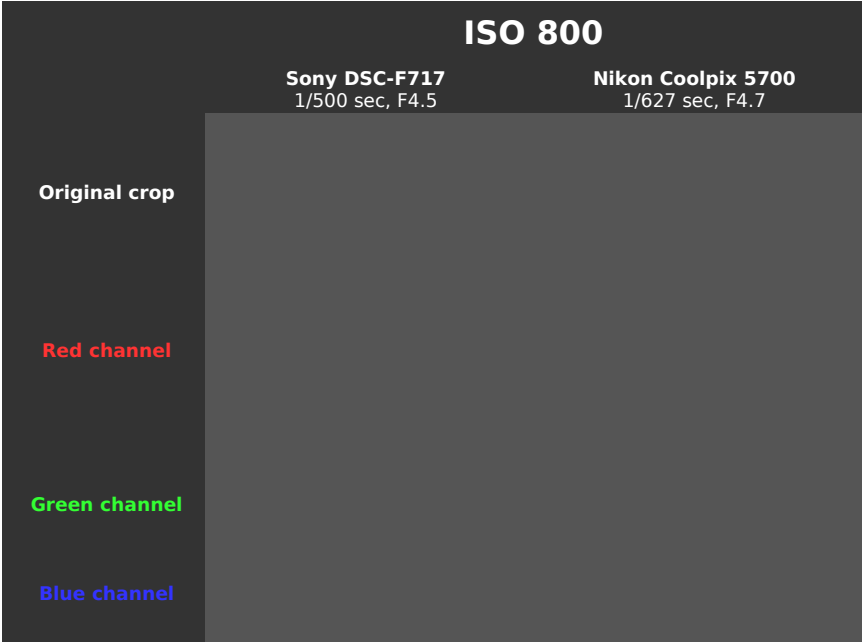 ISO 800
Sony DSC-F717
1/500 sec, F4.5
Nikon Coolpix 5700
1/627 sec, F4.7
Original crop
Red channel
Green channel
Blue channel